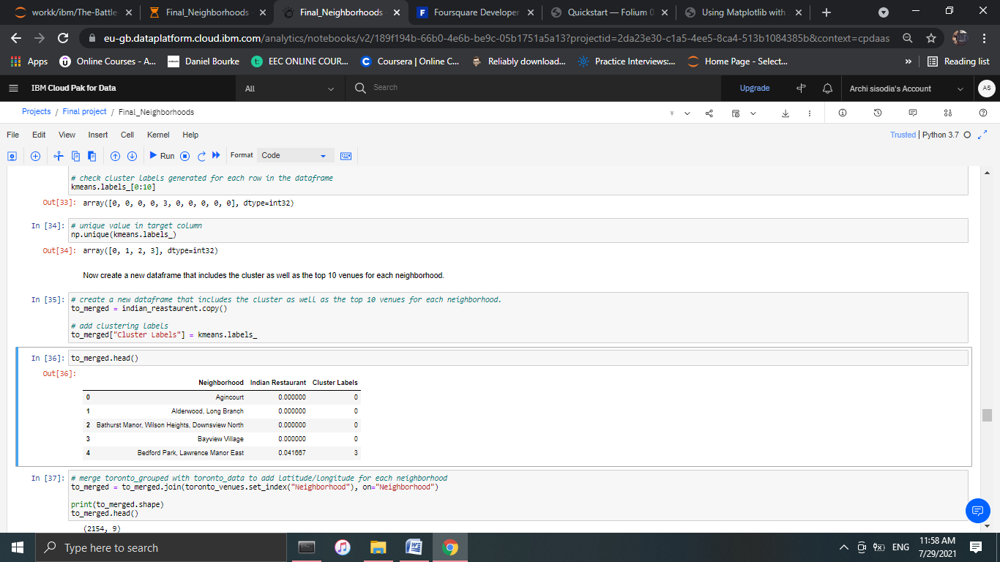 workk/ibm/The-Battle-
Final_Neighborhoods
Final_Neighborhoods
Foursquare Developer
Quickstart — Folium 0
Using Matplotlib with
eu-gb.dataplatform.cloud.ibm.com/analytics/notebooks/v2/189f194b-66b0-4e6b-be9c-05b1751a5a13?projectid=2da23e30-c1a5-4ee5-8ca4-513b1084385b&context=cpdaas
Apps
Online Courses - A...
Daniel Bourke
EEC ONLINE COUR...
Coursera | Online C...
Reliably download...
Practice Interviews:...
Home Page - Select...
»
Reading list
IBM Cloud Pak for Data
All
Search
Upgrade
Archi sisodia's Account
AS
Projects / Final project / Final_Neighborhoods
File Edit View Insert Cell Kernel Help
Trusted | Python 3.7
Run
Format
Code
# check cluster labels generated for each row in the dataframe
kmeans.labels_[0:10]
Out[33]: array([0, 0, 0, 0, 3, 0, 0, 0, 0, 0], dtype=int32)
In [34]: # unique value in target column
np.unique(kmeans.labels_)
Out[34]: array([0, 1, 2, 3], dtype=int32)
Now create a new dataframe that includes the cluster as well as the top 10 venues for each neighborhood.
In [35]: # create a new dataframe that includes the cluster as well as the top 10 venues for each neighborhood.
to_merged = indian_reastaurent.copy()
# add clustering labels
to_merged["Cluster Labels"] = kmeans.labels_
In [36]: to_merged.head()
Out[36]:
Neighborhood Indian Restaurant Cluster Labels
0 Agincourt 0.000000 0
1 Alderwood, Long Branch 0.000000 0
2 Bathurst Manor, Wilson Heights, Downsview North 0.000000 0
3 Bayview Village 0.000000 0
4 Bedford Park, Lawrence Manor East 0.041667 3
In [37]: # merge toronto_grouped with toronto_data to add latitude/longitude for each neighborhood
to_merged = to_merged.join(toronto_venues.set_index("Neighborhood"), on="Neighborhood")
print(to_merged.shape)
to_merged.head()
(2154, 9)
Type here to search
ENG
11:58 AM
7/29/2021